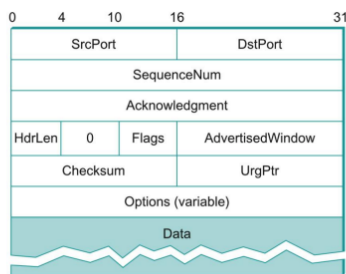 0 4 10 16 31
SrcPort DstPort
SequenceNum
Acknowledgment
HdrLen 0 Flags AdvertisedWindow
Checksum UrgPtr
Options (variable)
Data